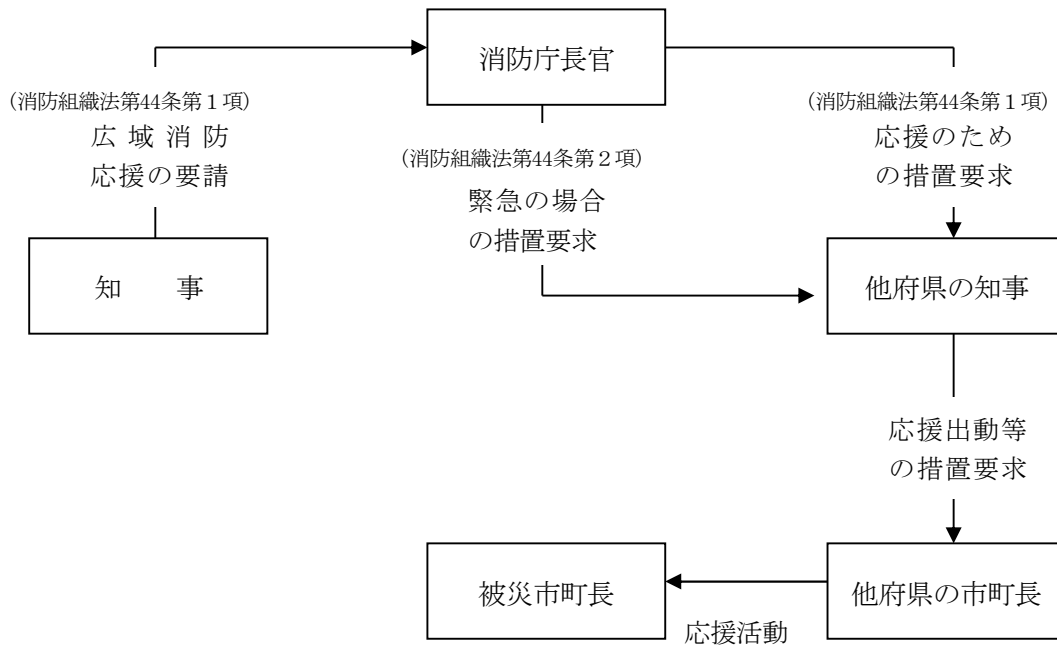 消防庁長官
(消防組織法第44条第１項)
広 域 消 防
応援の要請
(消防組織法第44条第２項)
緊急の場合
の措置要求
(消防組織法第44条第１項)
応援のため
の措置要求
知　　事
他府県の知事
応援出動等
の措置要求
被災市町長
他府県の市町長
応援活動